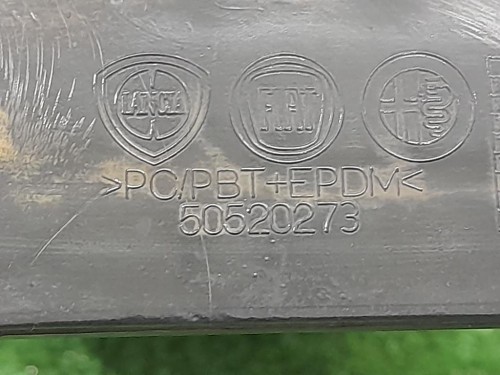 LANCIA FIAT
>PC/PBT+EPDM<
50520273